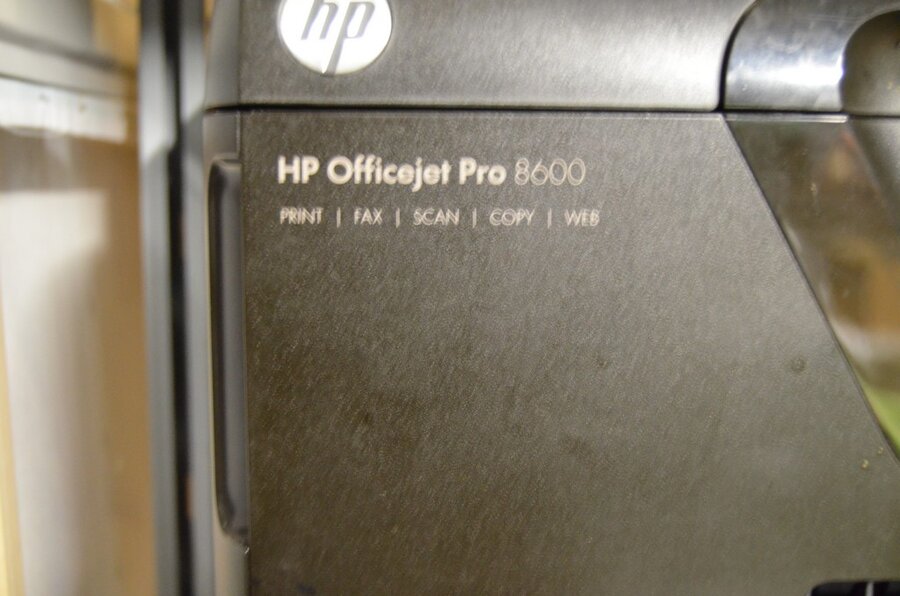 hp
HP Officejet Pro 8600
PRINT | FAX | SCAN | COPY | WEB